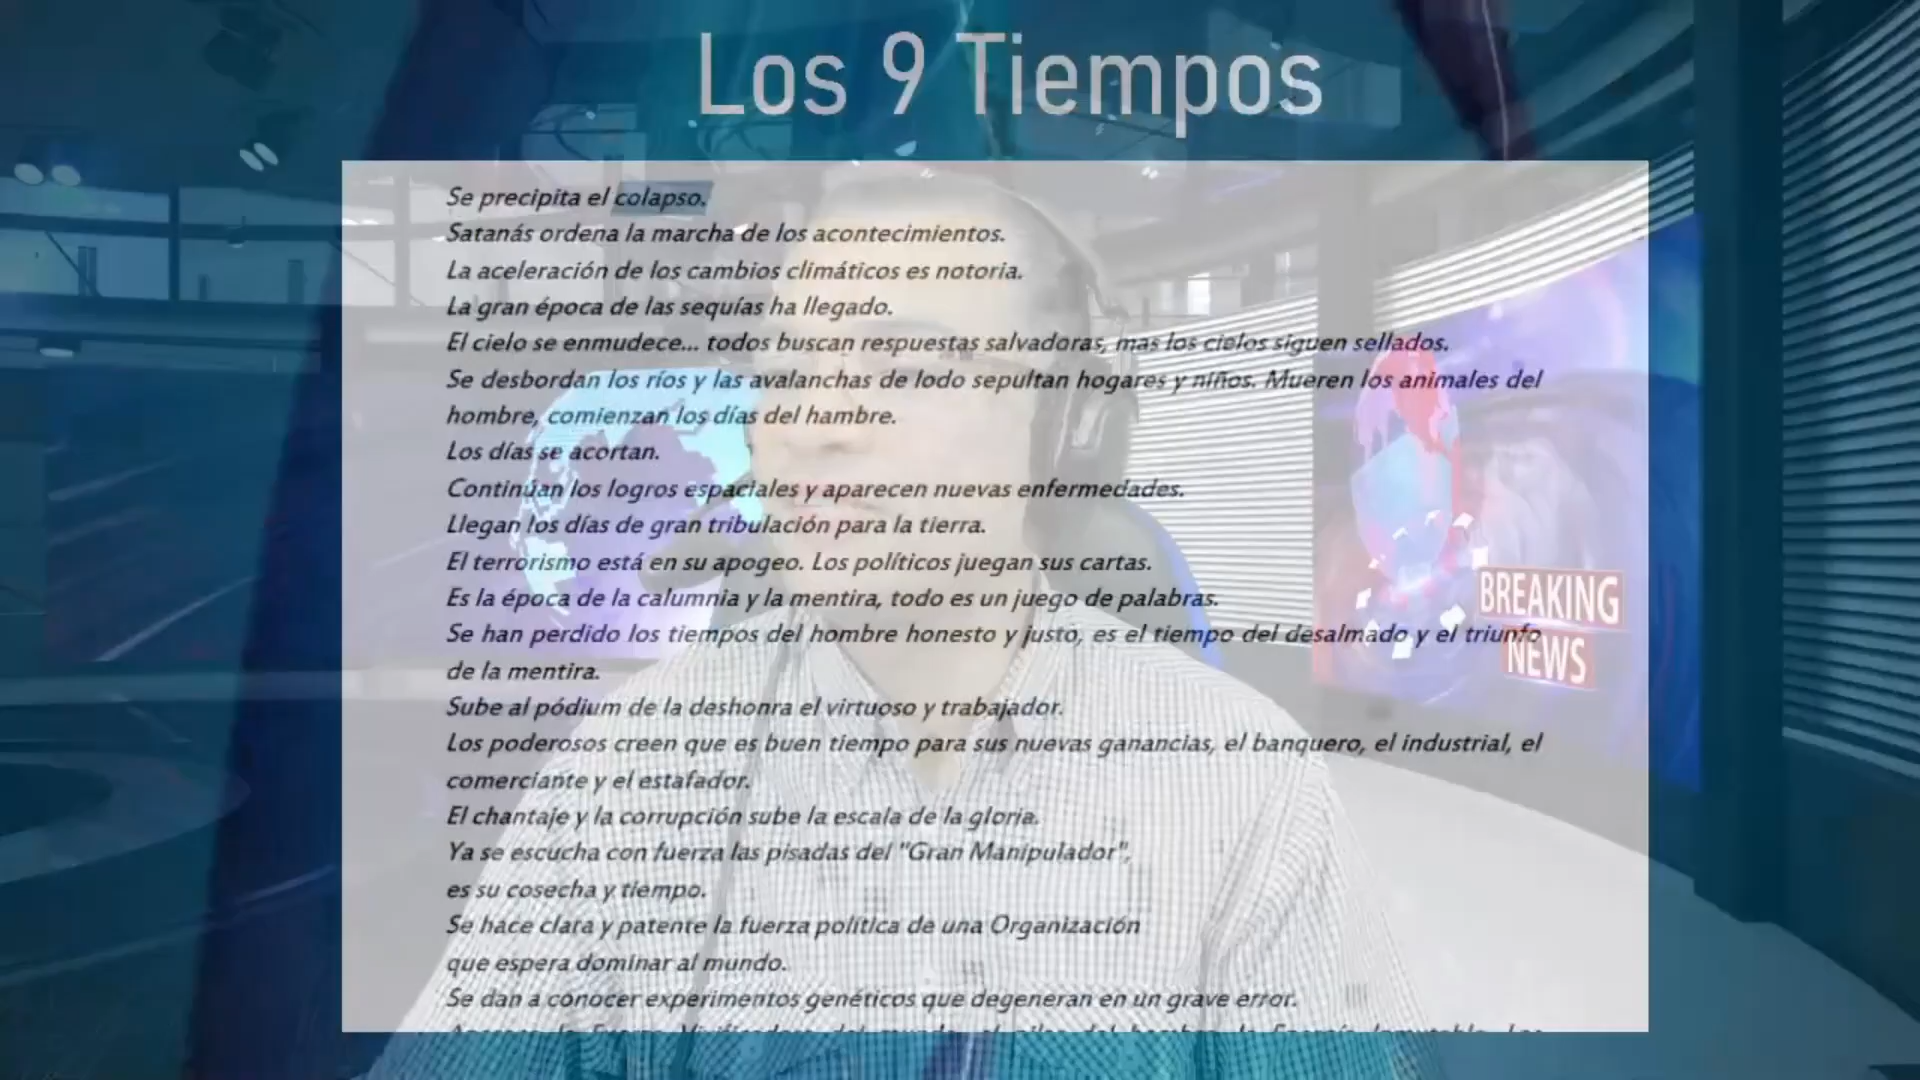 Los 9 Tiempos
Se precipita el colapso.
Satanás ordena la marcha de los acontecimientos.
La aceleración de los cambios climáticos es notoria.
La gran época de las sequías ha llegado.
El cielo se enmudece... todos buscan respuestas salvadoras, mas los cielos siguen sellados.
Se desbordan los ríos y las avalanchas de lodo sepultan hogares y niños. Mueren los animales del
hombre, comienzan los días del hambre.
Los días se acortan.
Continúan los logros espaciales y aparecen nuevas enfermedades.
Llegan los días de gran tribulación para la tierra.
El terrorismo está en su apogeo. Los políticos juegan sus cartas.
Es la época de la calumnia y la mentira, todo es un juego de palabras.
Se han perdido los tiempos del hombre honesto y justo, es el tiempo del desalmado y el triunfo
de la mentira.
Sube al pódium de la deshonra el virtuoso y trabajador.
Los poderosos creen que es buen tiempo para sus nuevas ganancias, el banquero, el industrial, el
comerciante y el estafador.
El chantaje y la corrupción sube la escala de la gloria.
Ya se escucha con fuerza las pisadas del "Gran Manipulador",
es su cosecha y tiempo.
Se hace clara y patente la fuerza política de una Organización
que espera dominar al mundo.
Se dan a conocer experimentos genéticos que degeneran en un grave error.
BREAKING
NEWS